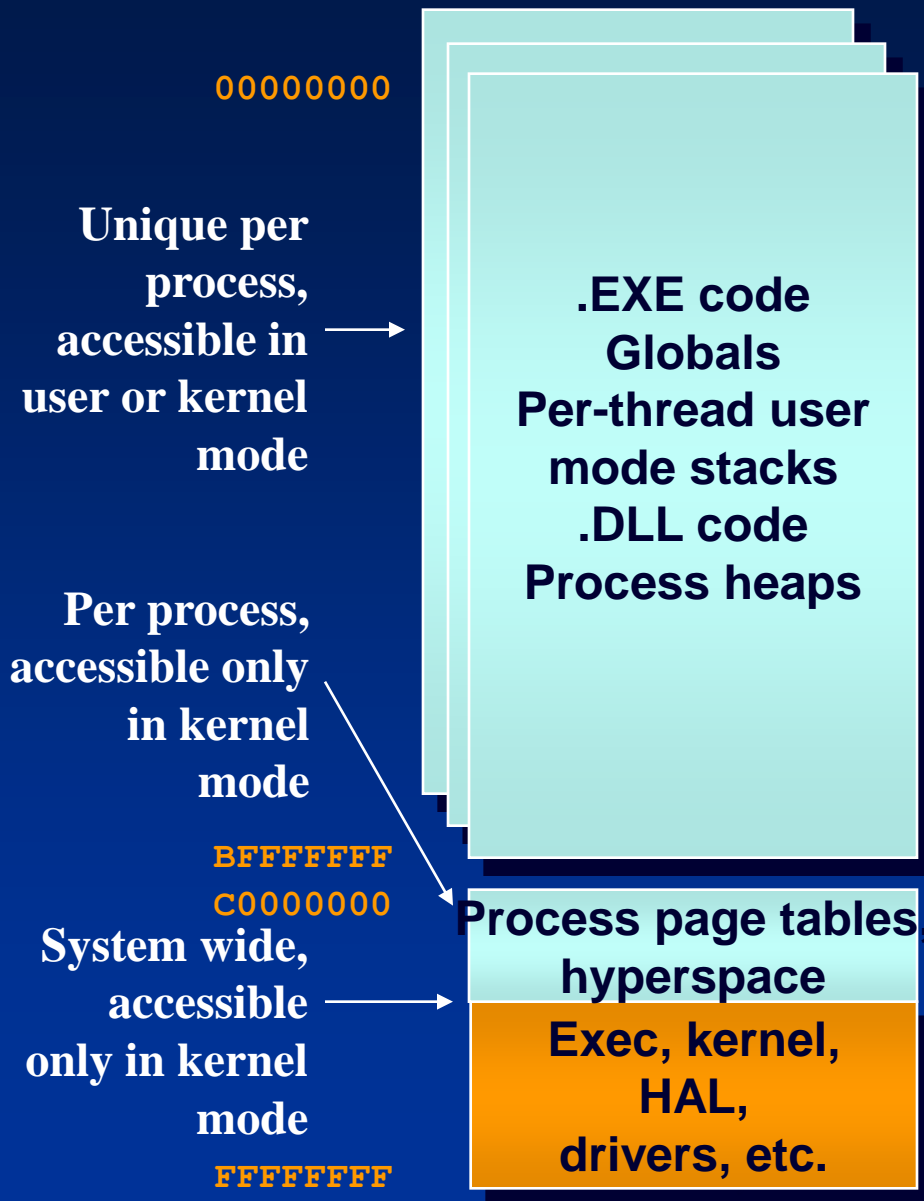 00000000
Unique per
process,
accessible in
user or kernel
mode
.EXE code
Globals
Per-thread user
mode stacks
.DLL code
Process heaps
Per process,
accessible only
in kernel
mode
BFFFFFFF
C0000000
Process page tables,
hyperspace
System wide,
accessible
only in kernel
mode
Exec, kernel,
HAL,
drivers, etc.
FFFFFFFF